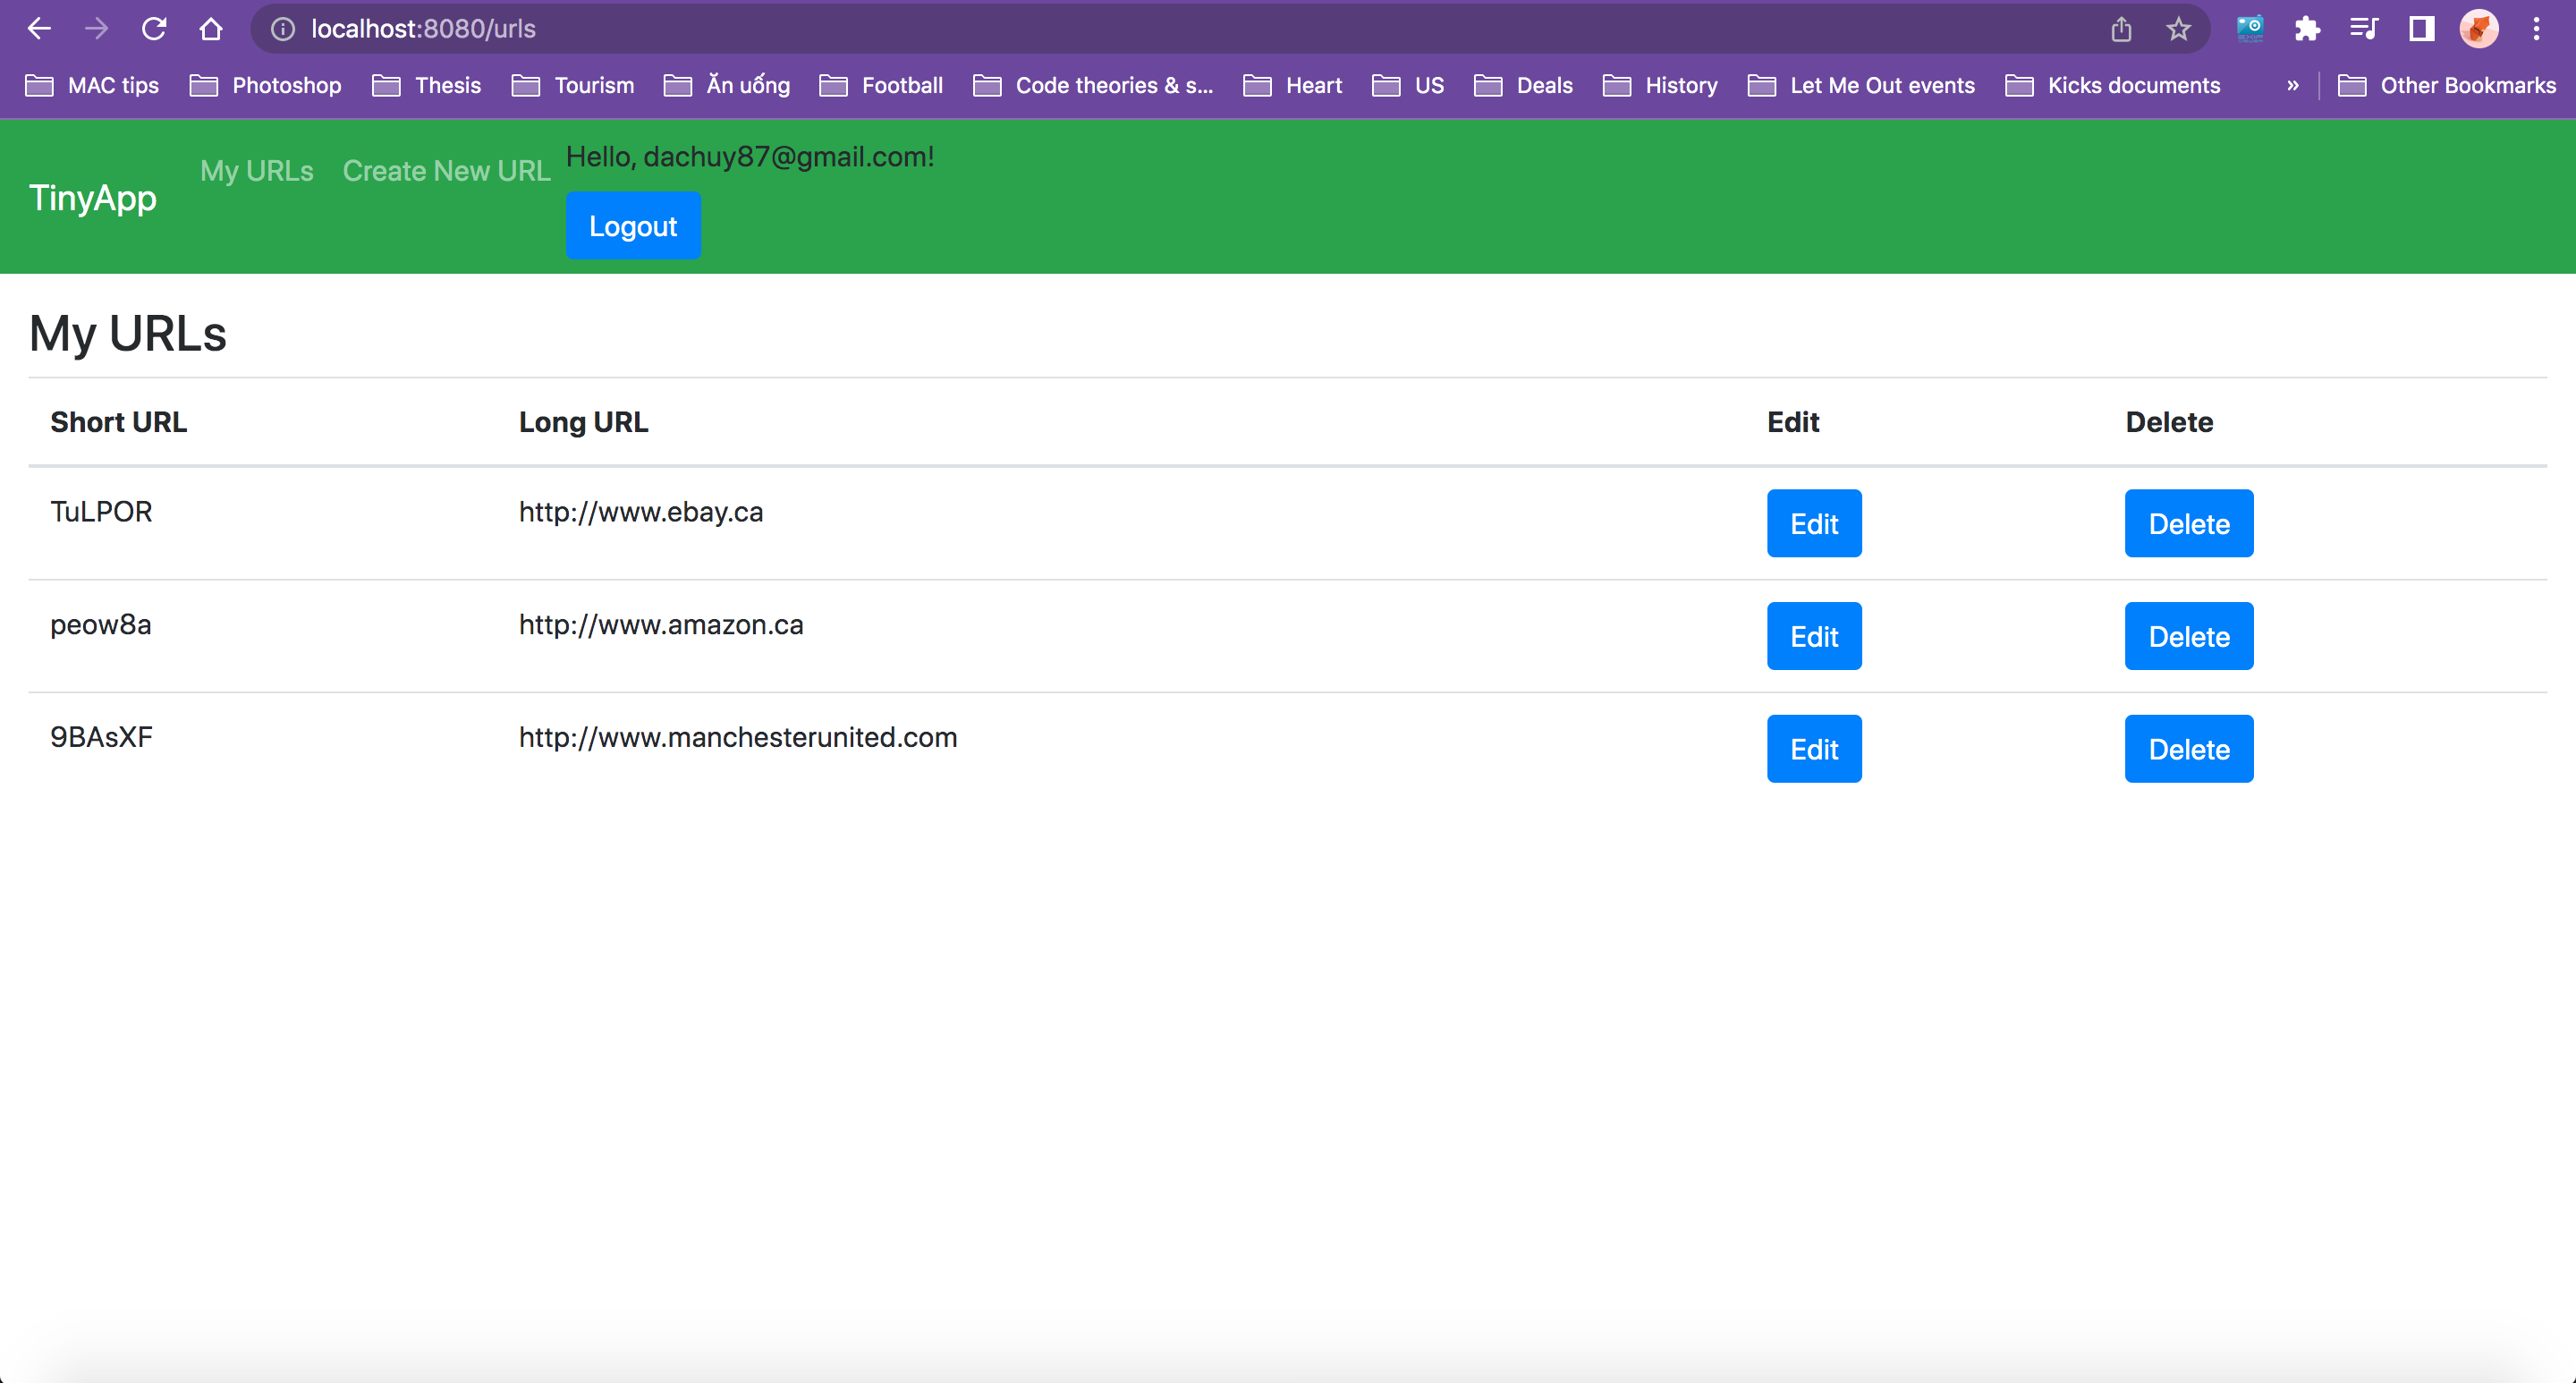 localhost:8080/urls
MAC tips Photoshop Thesis Tourism Ăn uống Football Code theories & s... Heart US Deals History Let Me Out events Kicks documents » Other Bookmarks
TinyApp My URLs Create New URL Hello, dachuy87@gmail.com!
Logout
My URLs
Short URL Long URL Edit Delete
TuLPOR http://www.ebay.ca Edit Delete
peow8a http://www.amazon.ca Edit Delete
9BAsXF http://www.manchesterunited.com Edit Delete